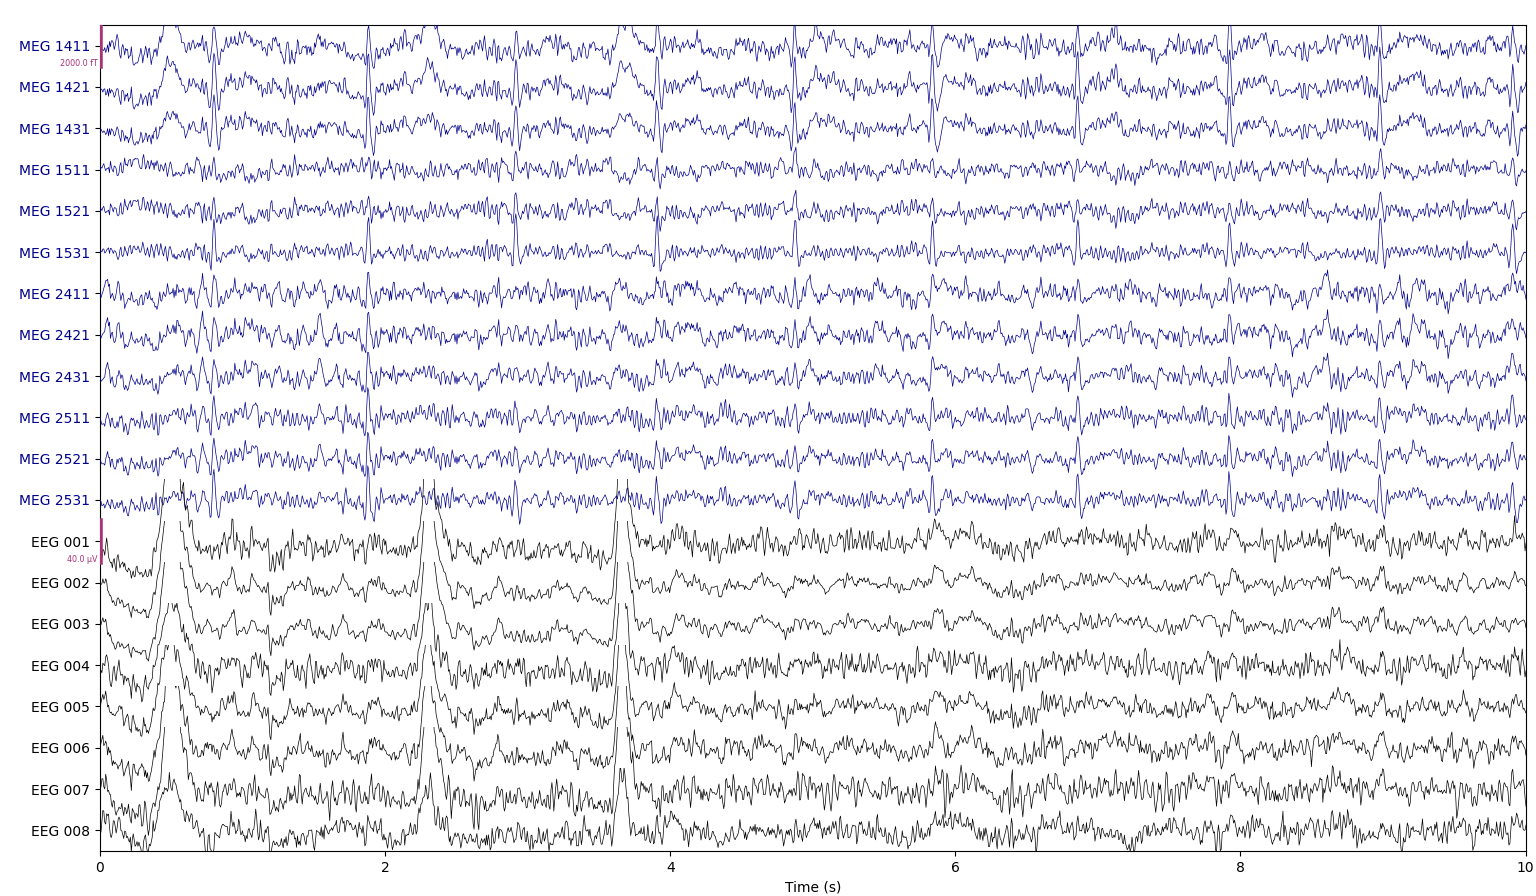 MEG 1411
2000.0 fT
MEG 1421
MEG 1431
MEG 1511
MEG 1521
MEG 1531
MEG 2411
MEG 2421
MEG 2431
MEG 2511
MEG 2521
MEG 2531
EEG 001
40.0 µV
EEG 002
EEG 003
EEG 004
EEG 005
EEG 006
EEG 007
EEG 008
0 2 4 6 8 10
Time (s)